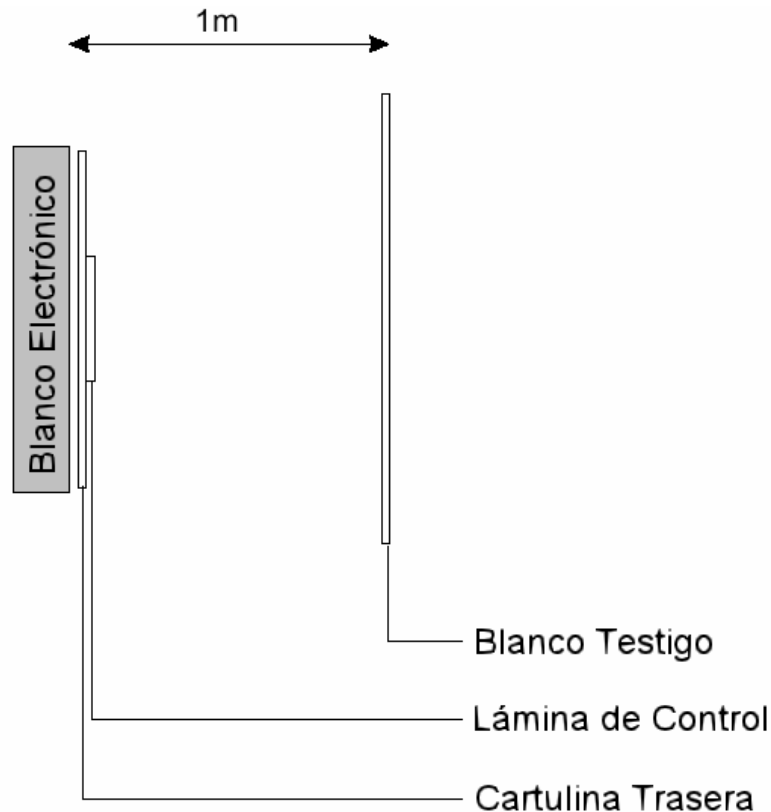 1m
Blanco Electrónico
Blanco Testigo
Lámina de Control
Cartulina Trasera